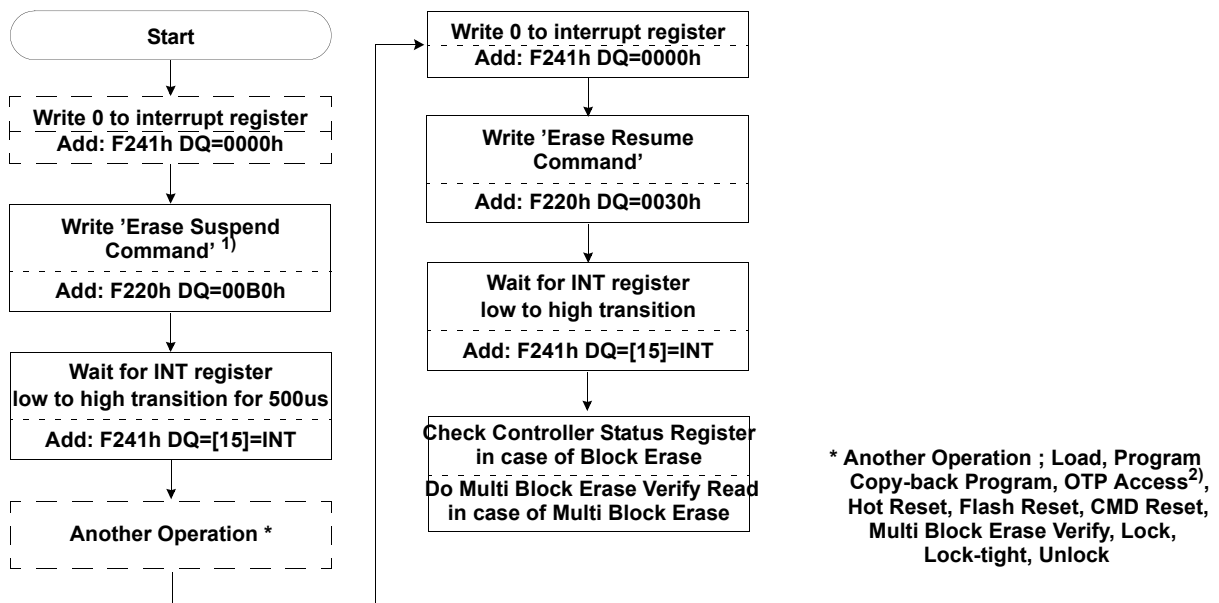 Start
Write 0 to interrupt register
Add: F241h DQ=0000h
Write ’Erase Suspend
Command’ 1)
Add: F220h DQ=00B0h
Wait for INT register
low to high transition for 500us
Add: F241h DQ=[15]=INT
Another Operation *
Write 0 to interrupt register
Add: F241h DQ=0000h
Write ’Erase Resume
Command’
Add: F220h DQ=0030h
Wait for INT register
low to high transition
Add: F241h DQ=[15]=INT
Check Controller Status Register
in case of Block Erase
Do Multi Block Erase Verify Read
in case of Multi Block Erase
* Another Operation ; Load, Program
Copy-back Program, OTP Access2),
Hot Reset, Flash Reset, CMD Reset,
Multi Block Erase Verify, Lock,
Lock-tight, Unlock